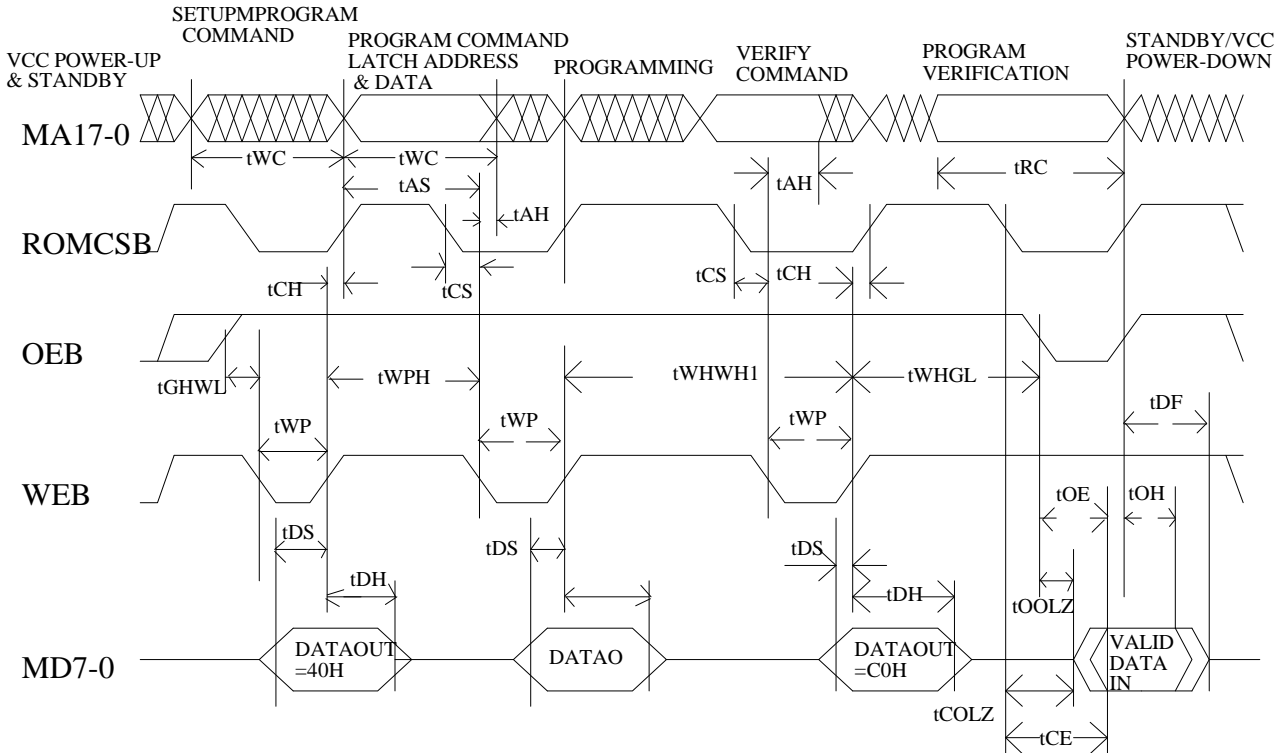 SETUPMPROGRAM
COMMAND
VCC POWER-UP
& STANDBY
PROGRAM COMMAND
LATCH ADDRESS
& DATA
PROGRAMMING
VERIFY
COMMAND
PROGRAM
VERIFICATION
STANDBY/VCC
POWER-DOWN
MA17-0
tWC
tWC
tRC
tAS
tAH
tAH
ROMCSB
tCH
tCS
tCS
tCH
OEB
tGHWL
tWPH
tWHWH1
tWHGL
tDF
tWP
tWP
tWP
WEB
tOE
tOH
tDS
tDS
tDS
tDH
tDH
tOOLZ
MD7-0
DATAOUT
=40H
DATAO
DATAOUT
=C0H
VALID
DATA
IN
tCOLZ
tCE